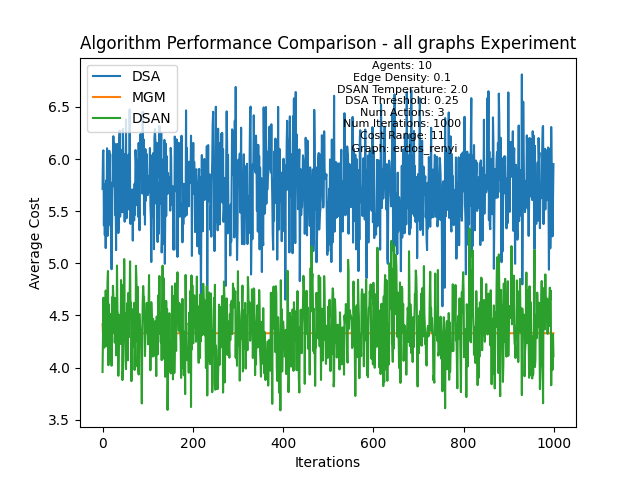 Algorithm Performance Comparison - all graphs Experiment
DSA
MGM
DSAN
Agents: 10
Edge Density: 0.1
DSAN Temperature: 2.0
DSA Threshold: 0.25
Num Actions: 3
Num Iterations: 1000
Cost Range: 11
Graph: erdos_renyi
Average Cost
6.5
6.0
5.5
5.0
4.5
4.0
3.5
0
200
400
600
800
1000
Iterations